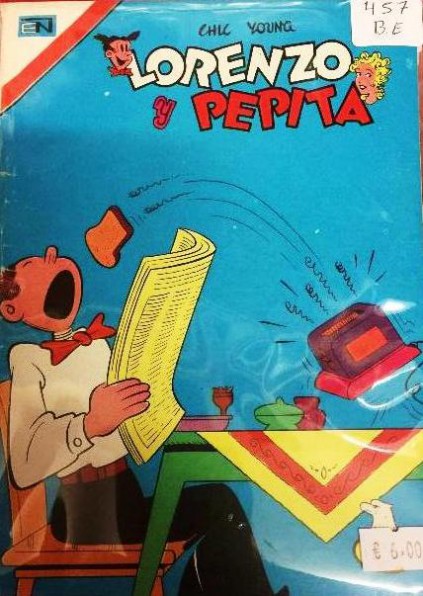 457
B.E
EN
CHIC YOUNG
LORENZO
y PEPITA
€ 6.00